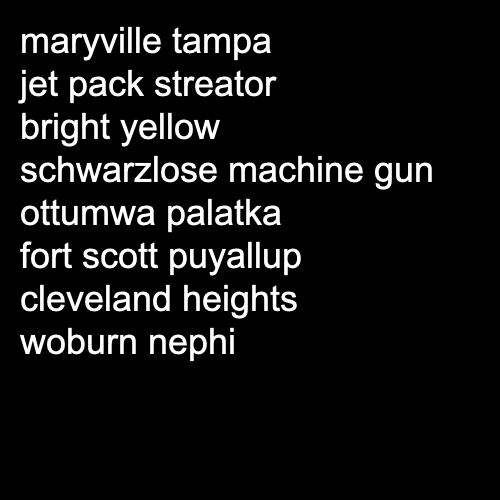 maryville tampa
jet pack streator
bright yellow
schwarzlose machine gun
ottumwa palatka
fort scott puyallup
cleveland heights
woburn nephi